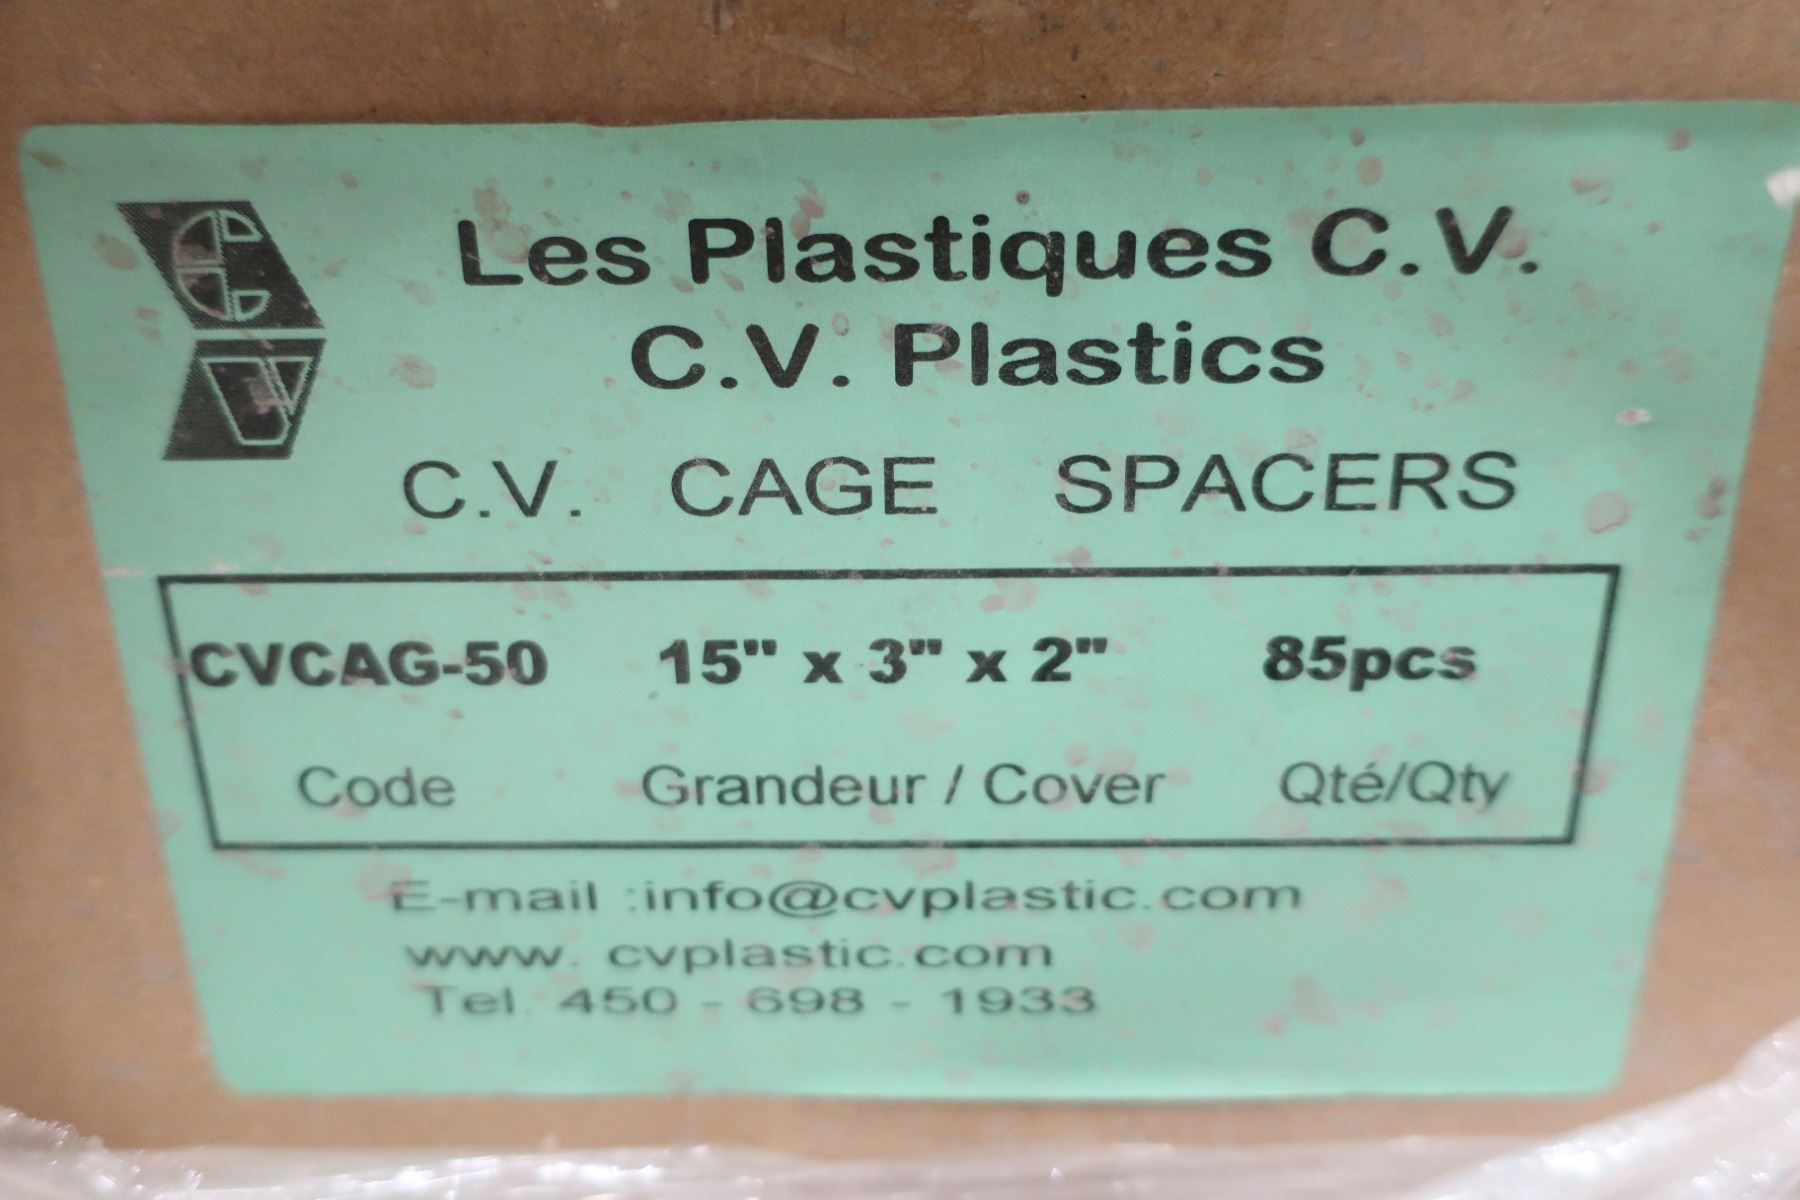 Les Plastiques C.V.
C.V. Plastics
C.V. CAGE SPACERS
CVCAG-50 15" x 3" x 2" 85pcs
Code Grandeur / Cover Qté/Qty
E-mail :info@cvplastic.com
www. cvplastic.com
Tel. 450 - 698 - 1933
CV